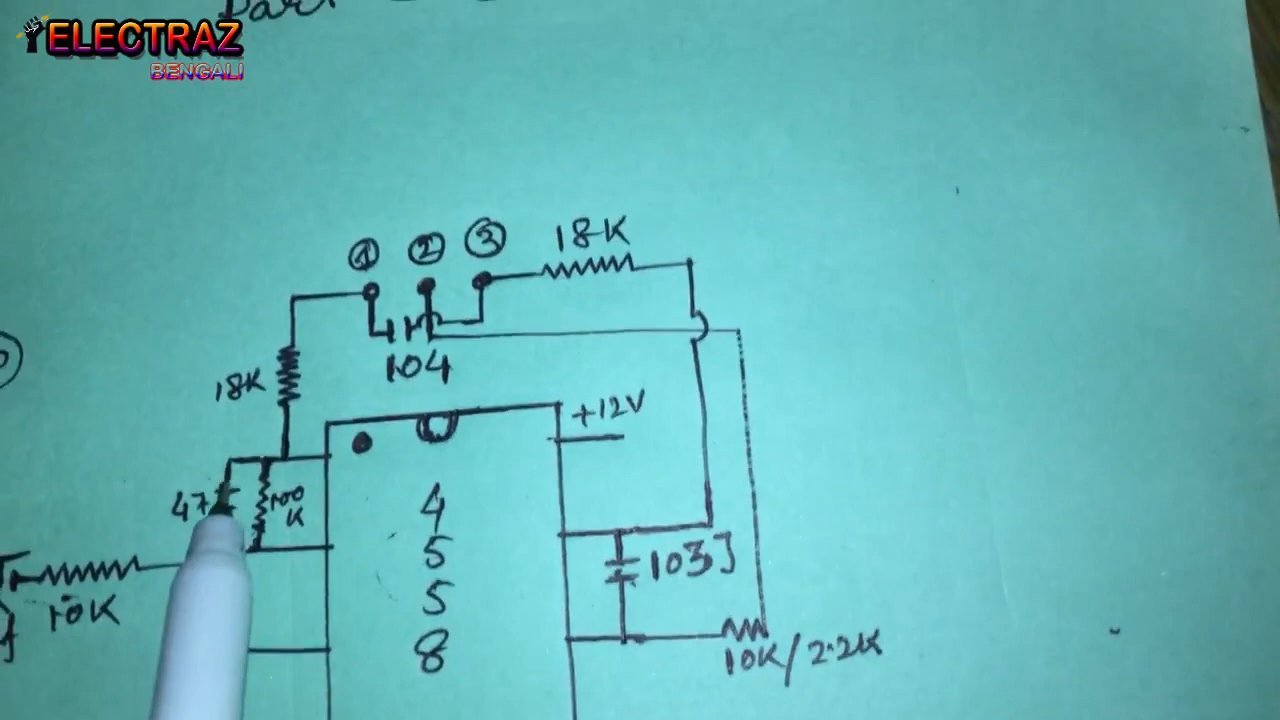 ELECTRAZ
BENGALI
① ② ③ 18K
104
18K
+12V
47
100
K
4
5
5
8
103J
10K
10K/2.2K